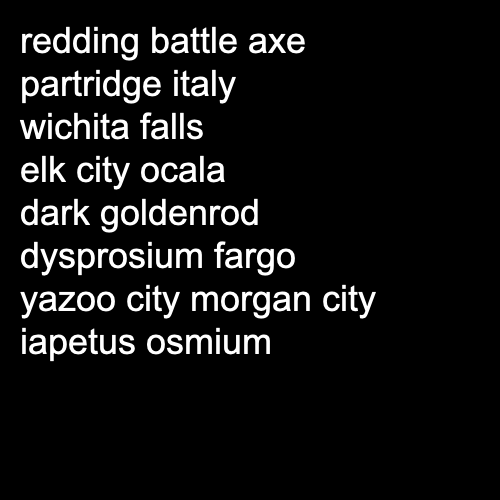 redding battle axe
partridge italy
wichita falls
elk city ocala
dark goldenrod
dysprosium fargo
yazoo city morgan city
iapetus osmium